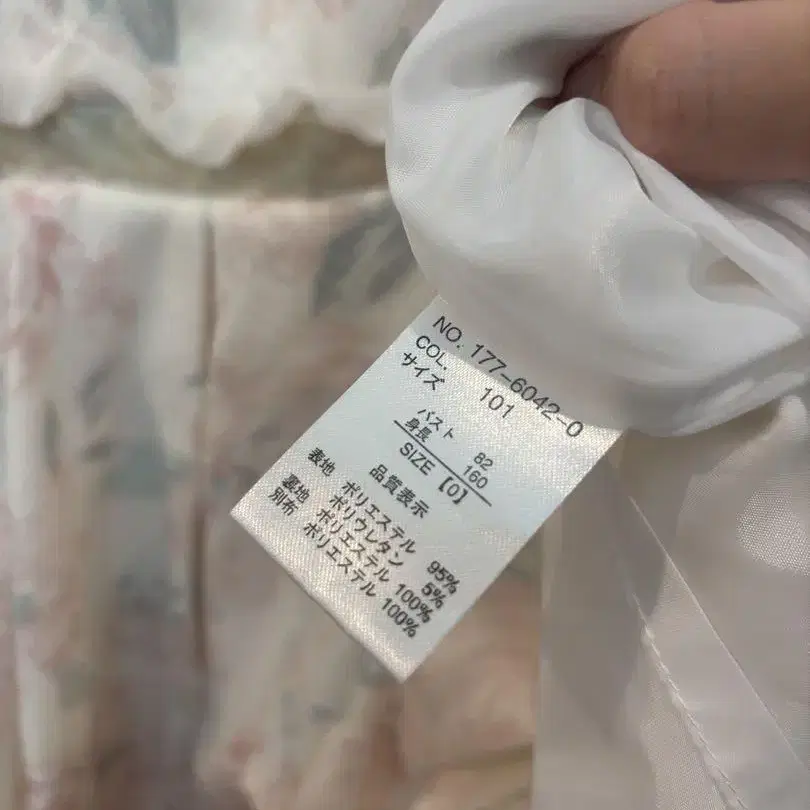 NO. 177-6042-0
COL. 101
サイズ
バスト 82
身長 160
SIZE【0】
品質表示
表地 ポリエステル 95%
ポリウレタン 5%
裏地 ポリエステル 100%
別布 ポリエステル 100%